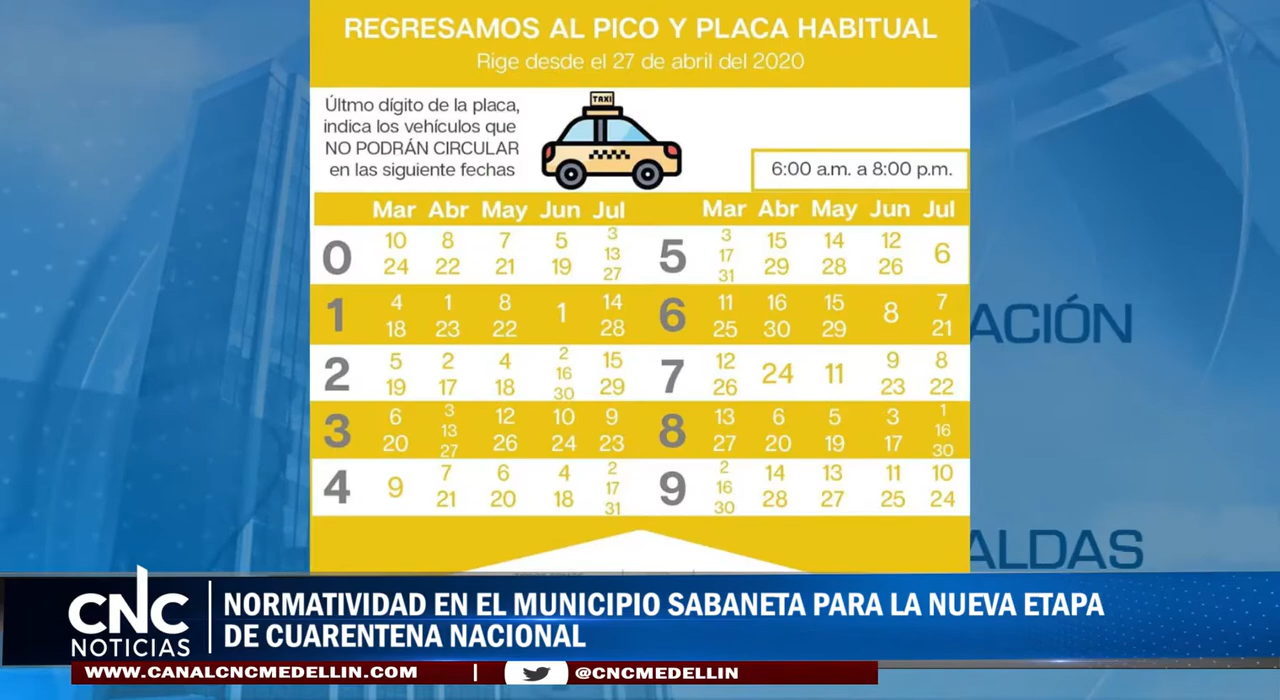 REGRESAMOS AL PICO Y PLACA HABITUAL
Rige desde el 27 de abril del 2020
Últmo dígito de la placa,
indica los vehículos que
NO PODRÁN CIRCULAR
en las siguiente fechas
TAXI
6:00 a.m. a 8:00 p.m.
Mar Abr May Jun Jul Mar Abr May Jun Jul
0
10 24
8 22
7 21
5 19
3 13 27
5
3 17 31
15 29
14 28
12 26
6
1
4 18
1 23
8 22
1
14 28
6
11 25
16 30
15 29
8
7 21
2
5 19
2 17
4 18
2 16 30
15 29
7
12 26
24
11
9 23
8 22
3
6 20
3 13 27
12 26
10 24
9 23
8
13 27
6 20
5 19
3 17
1 16 30
4
9
7 21
6 20
4 18
2 17 31
9
2 16 30
14 28
13 27
11 25
10 24
ACIÓN
ALDAS
CNC
NOTICIAS
NORMATIVIDAD EN EL MUNICIPIO SABANETA PARA LA NUEVA ETAPA
DE CUARENTENA NACIONAL
WWW.CANALCNCMEDELLIN.COM | @CNCMEDELLIN